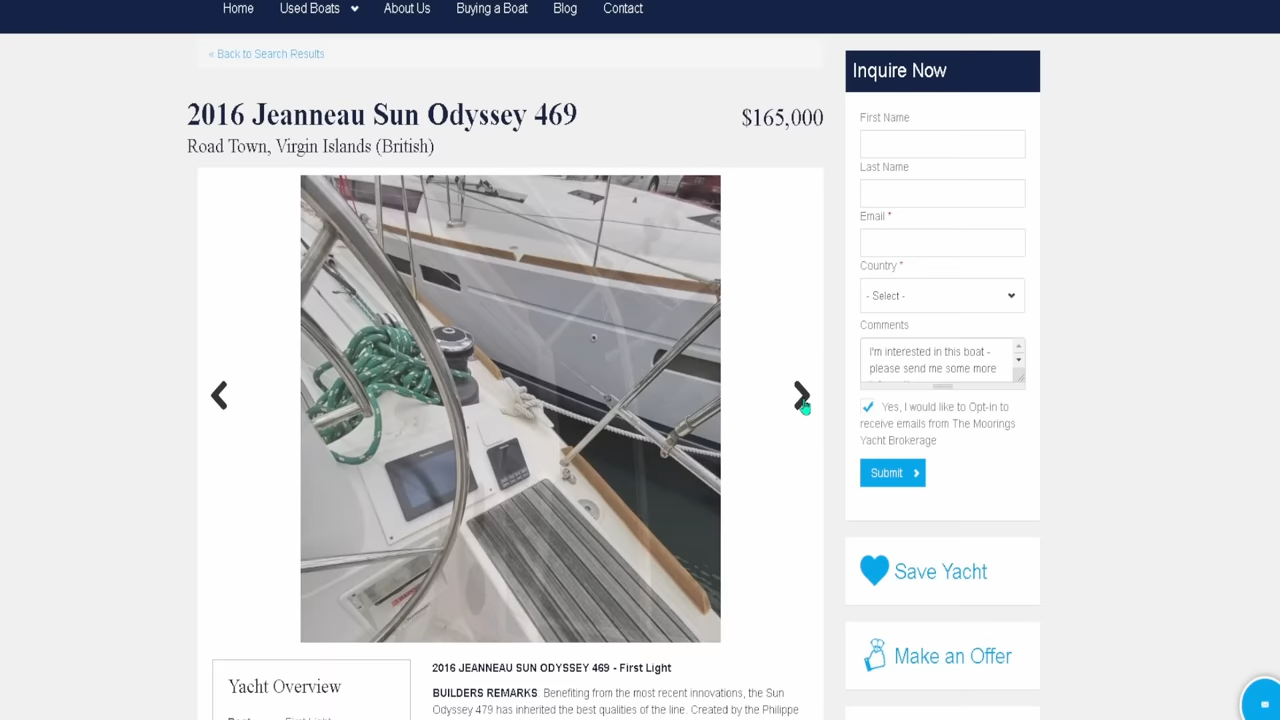 Home Used Boats About Us Buying a Boat Blog Contact
« Back to Search Results
2016 Jeanneau Sun Odyssey 469
$165,000
Road Town, Virgin Islands (British)
Yacht Overview
2016 JEANNEAU SUN ODYSSEY 469 - First Light
BUILDERS REMARKS Benefiting from the most recent innovations, the Sun
Odyssey 479 has inherited the best qualities of the line. Created by the Philippe
Inquire Now
First Name
Last Name
Email *
Country *
- Select -
Comments
I'm interested in this boat -
please send me some more
Yes, I would like to Opt-in to
receive emails from The Moorings
Yacht Brokerage
Submit
Save Yacht
Make an Offer